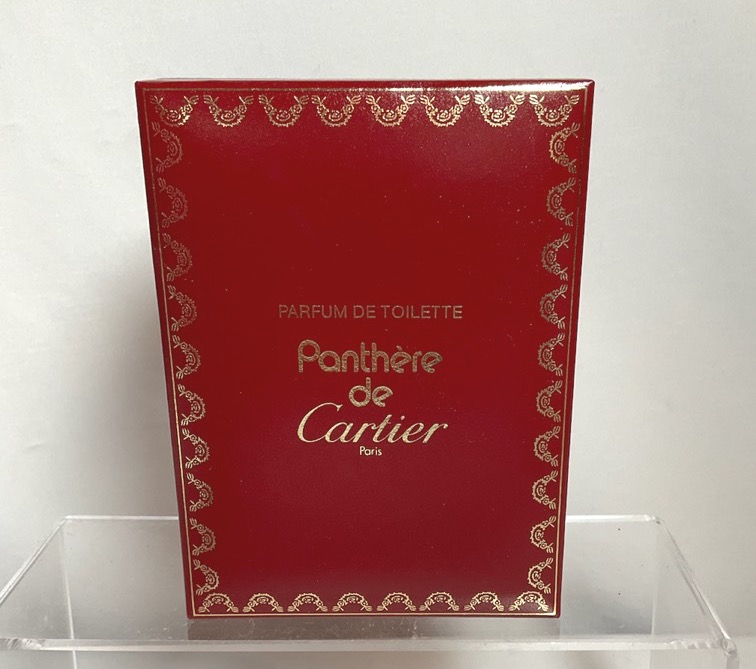 PARFUM DE TOILETTE
Panthère
de
Cartier
Paris